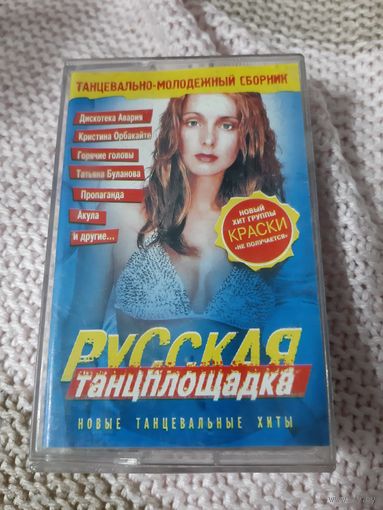 ТАНЦЕВАЛЬНО-МОЛОДЕЖНЫЙ СБОРНИК
Дискотека Авария
Кристина Орбакайте
Горячие головы
Татьяна Буланова
Пропаганда
Акула
и другие...
НОВЫЙ
ХИТ ГРУППЫ
КРАСКИ
«НЕ ПОЛУЧАЕТСЯ»
РУССКАЯ
танцплощадка
НОВЫЕ ТАНЦЕВАЛЬНЫЕ ХИТЫ